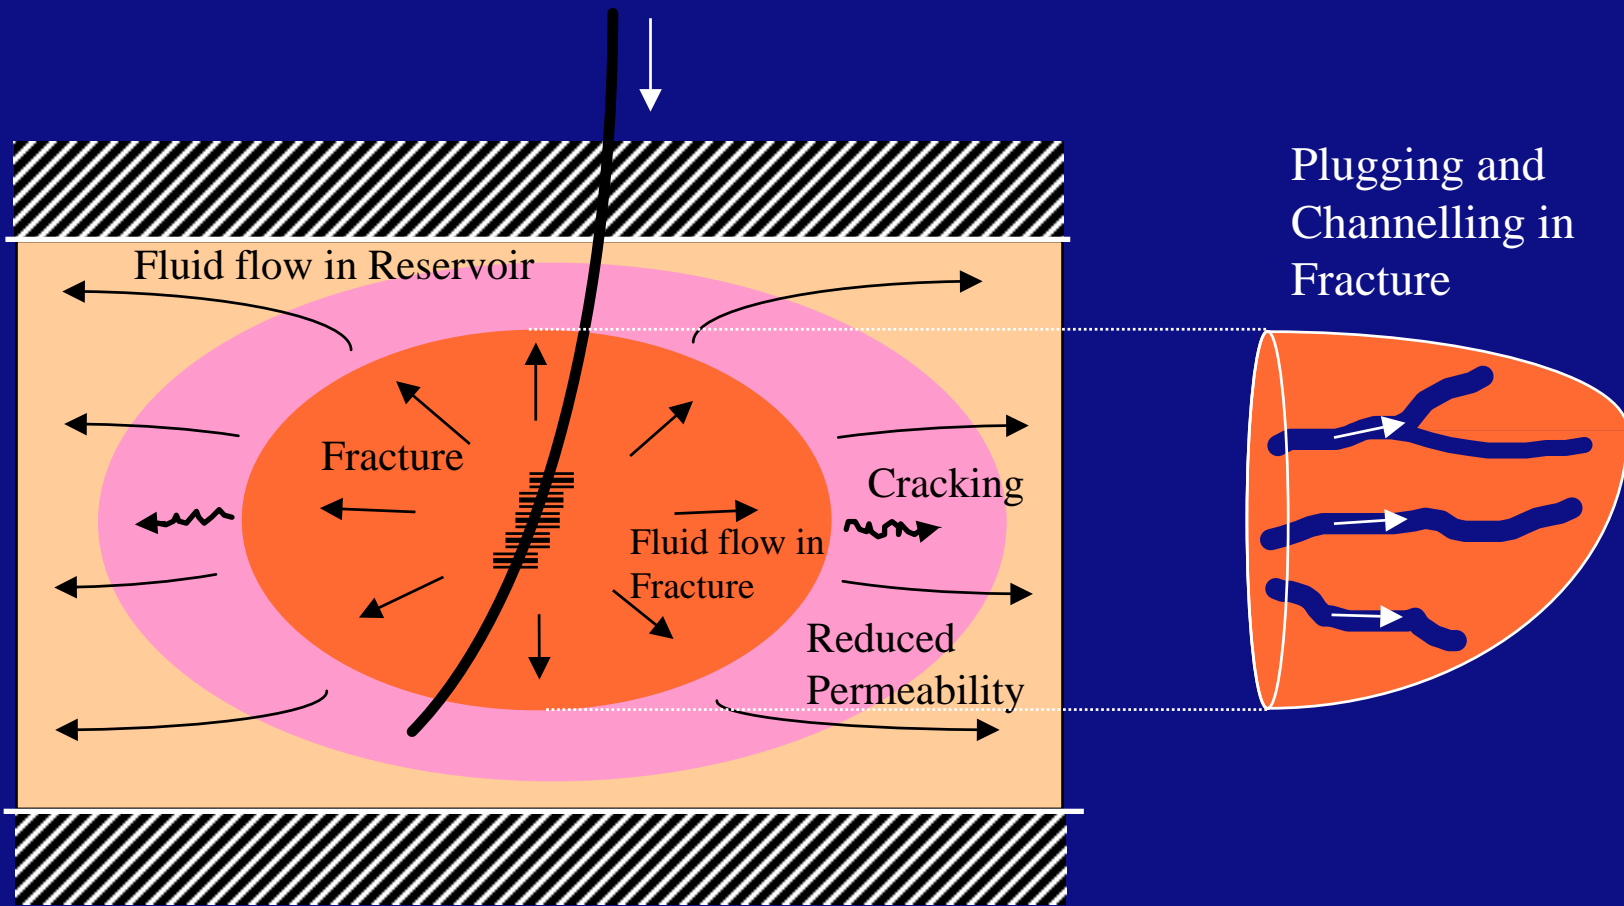 Plugging and
Channelling in
Fracture
Fluid flow in Reservoir
Fracture
Cracking
Fluid flow in
Fracture
Reduced
Permeability